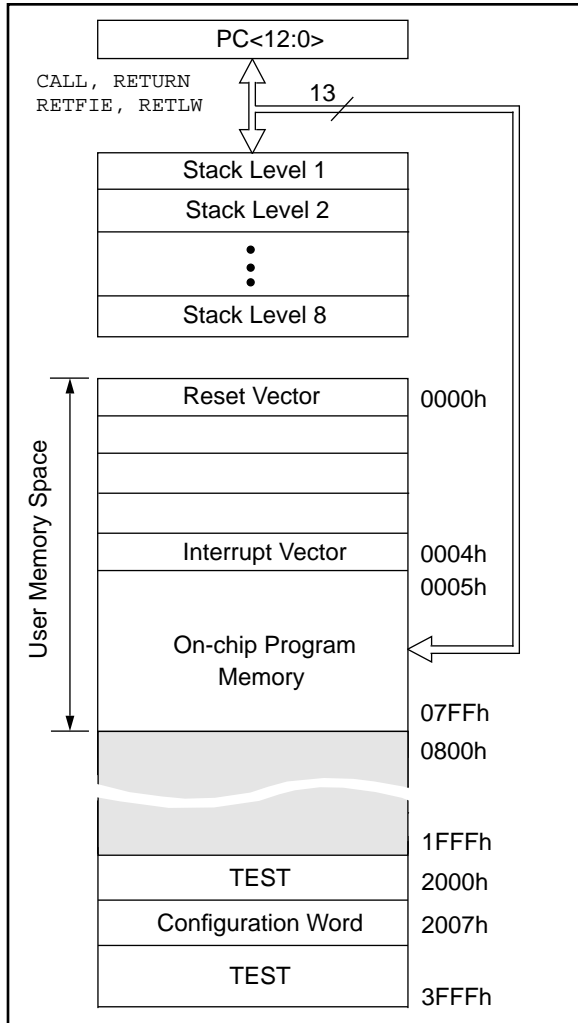 PC<12:0>
CALL, RETURN
RETFIE, RETLW
13
Stack Level 1
Stack Level 2
Stack Level 8
User Memory Space
Reset Vector
0000h
Interrupt Vector
0004h
0005h
On-chip Program
Memory
07FFh
0800h
1FFFh
TEST
2000h
Configuration Word
2007h
TEST
3FFFh